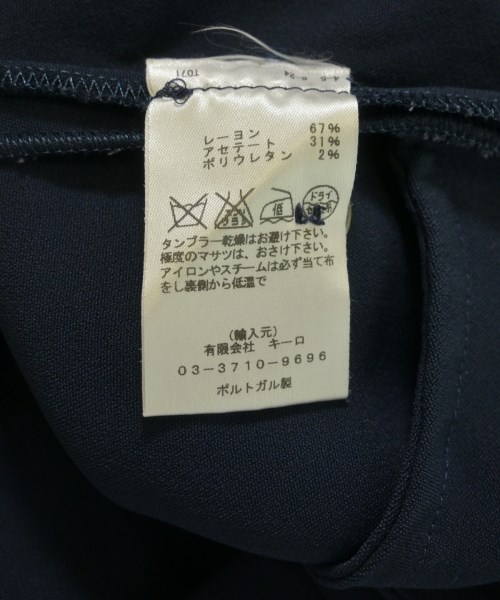 T071
レーヨン 67%
アセテート 31%
ポリウレタン 2%
低 ドライ
タンブラー乾燥はお避け下さい。
極度のマサツは、おさけ下さい。
アイロンやスチームは必ず当て布
をし裏側から低温で
(輸入元)
有限会社 キーロ
03-3710-9696
ポルトガル製